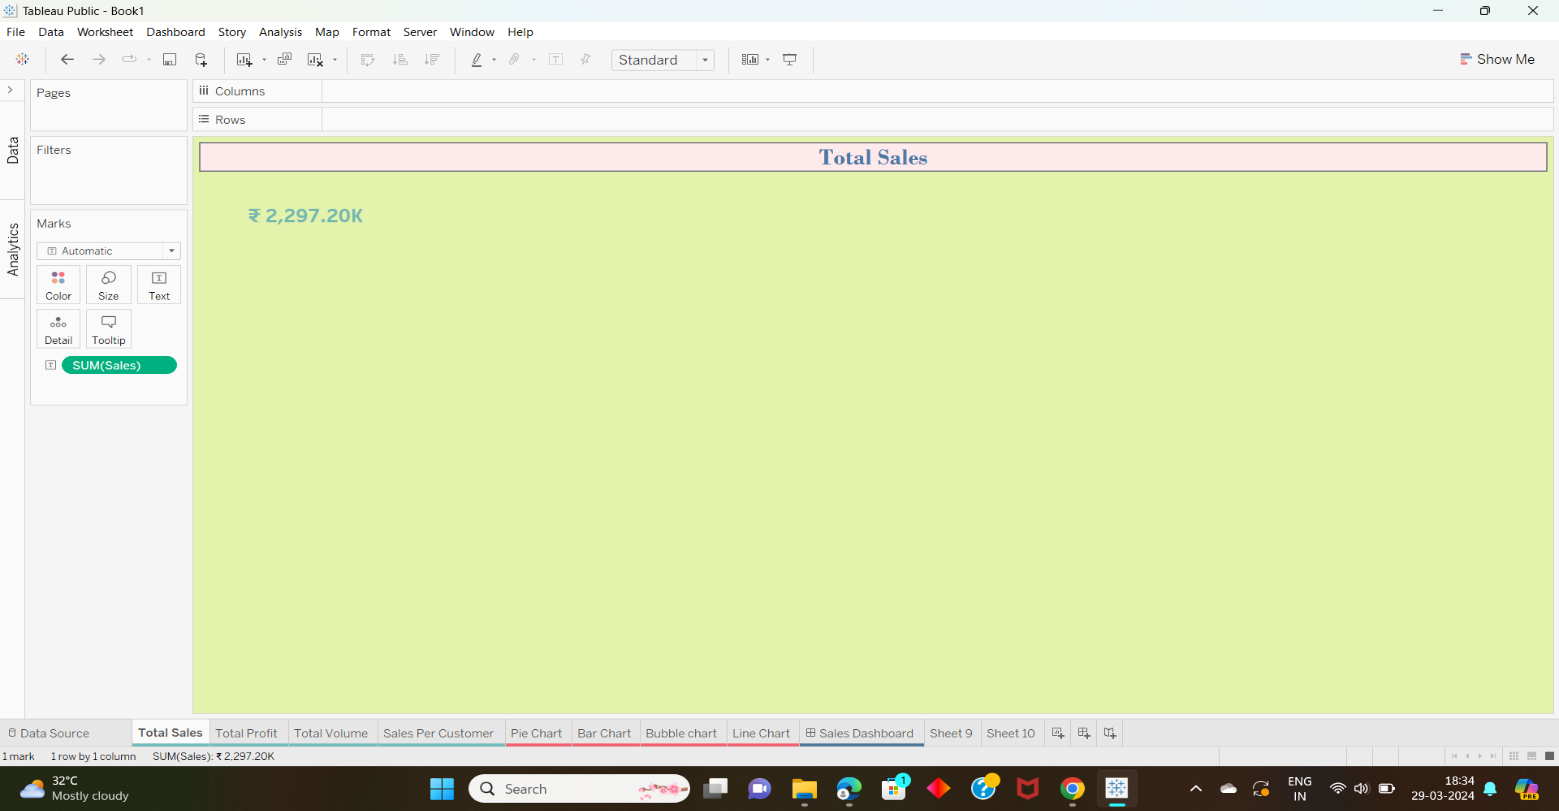 Tableau Public - Book1
File Data Worksheet Dashboard Story Analysis Map Format Server Window Help
Standard
Show Me
Pages
iii Columns
Rows
Data
Filters
Total Sales
₹ 2,297.20K
Marks
Analytics
Automatic
Color Size Text
Detail Tooltip
SUM(Sales)
Data Source Total Sales Total Profit Total Volume Sales Per Customer Pie Chart Bar Chart Bubble chart Line Chart Sales Dashboard Sheet 9 Sheet 10
1 mark 1 row by 1 column SUM(Sales): ₹ 2,297.20K
32°C
Mostly cloudy
Search
1
ENG
IN
18:34
29-03-2024
PRE